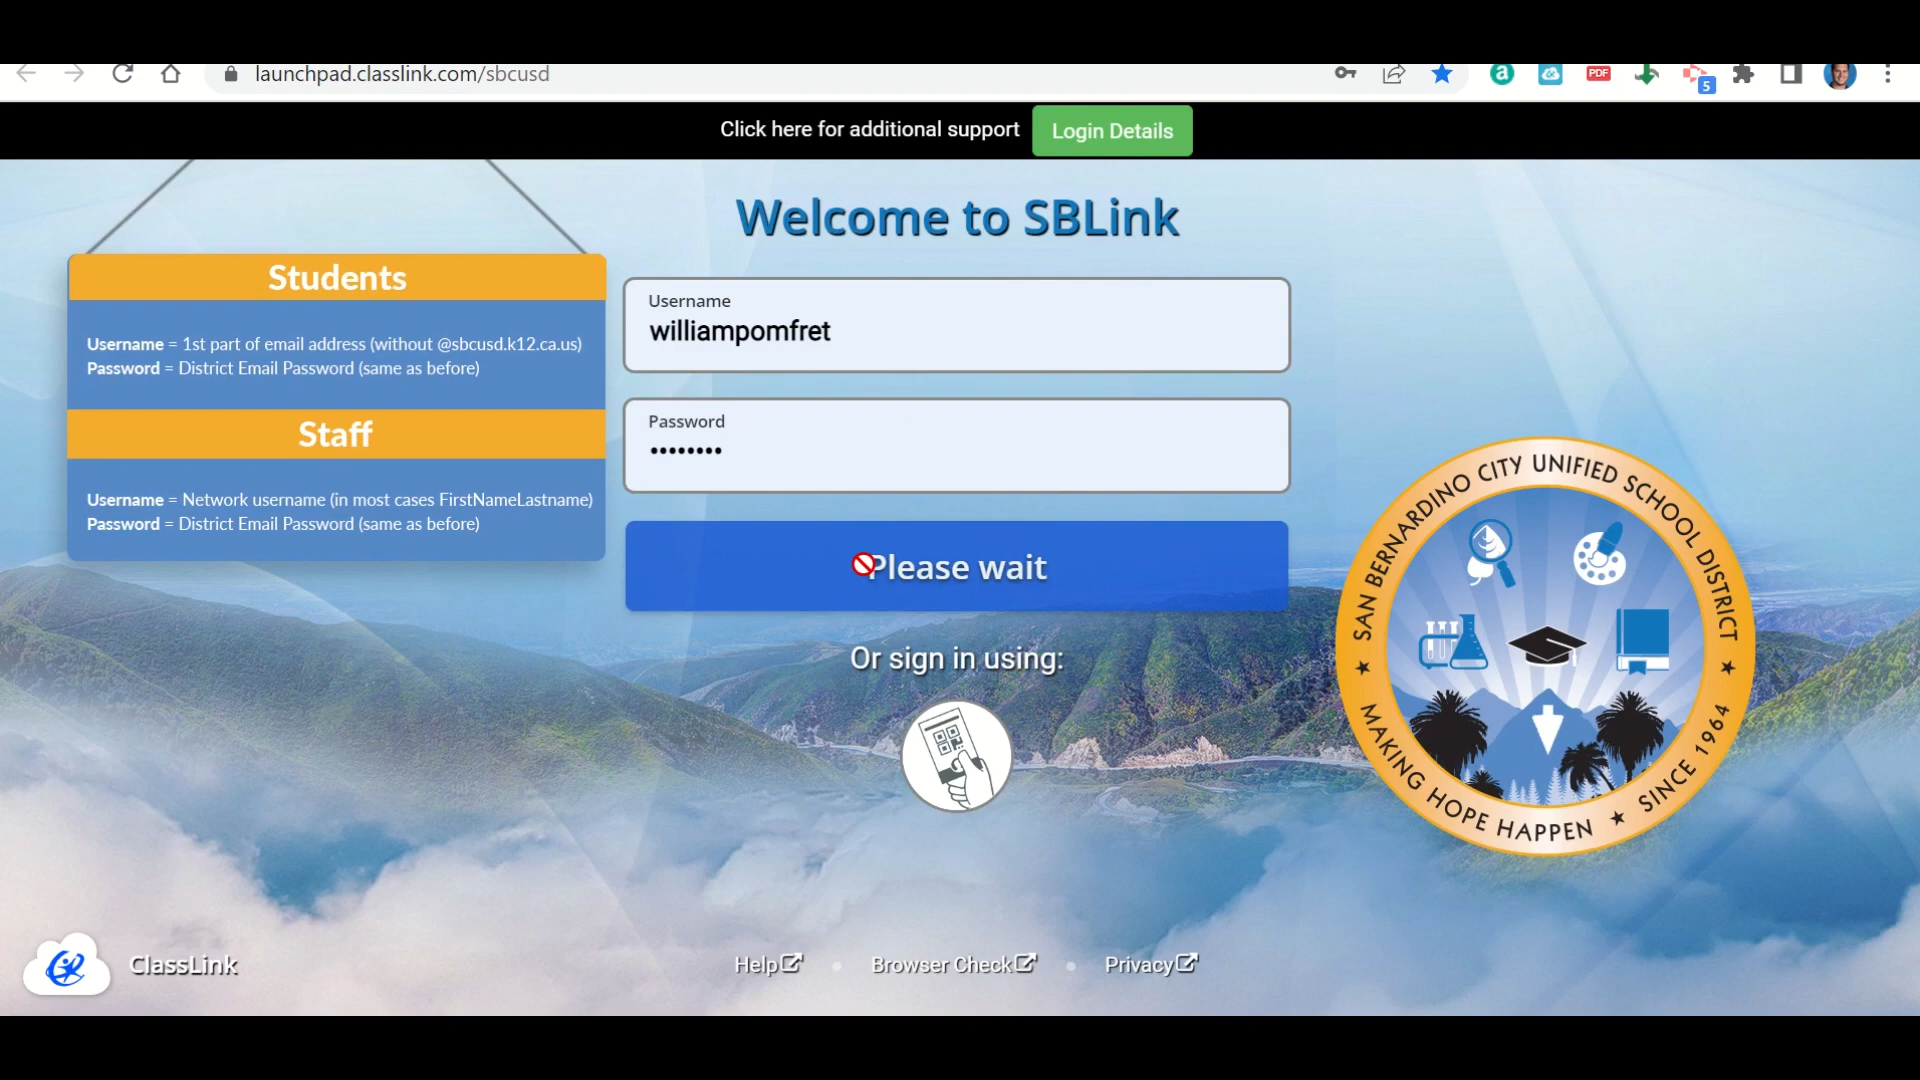 launchpad.classlink.com/sbcusd
PDF
5
Click here for additional support
Login Details
Welcome to SBLink
Students
Username = 1st part of email address (without @sbcusd.k12.ca.us)
Password = District Email Password (same as before)
Staff
Username = Network username (in most cases FirstNameLastname)
Password = District Email Password (same as before)
Username
williampomfret
Password
••••••••
Please wait
Or sign in using:
SAN BERNARDINO CITY UNIFIED SCHOOL DISTRICT
MAKING HOPE HAPPEN ★ SINCE 1964
ClassLink
Help
Browser Check
Privacy